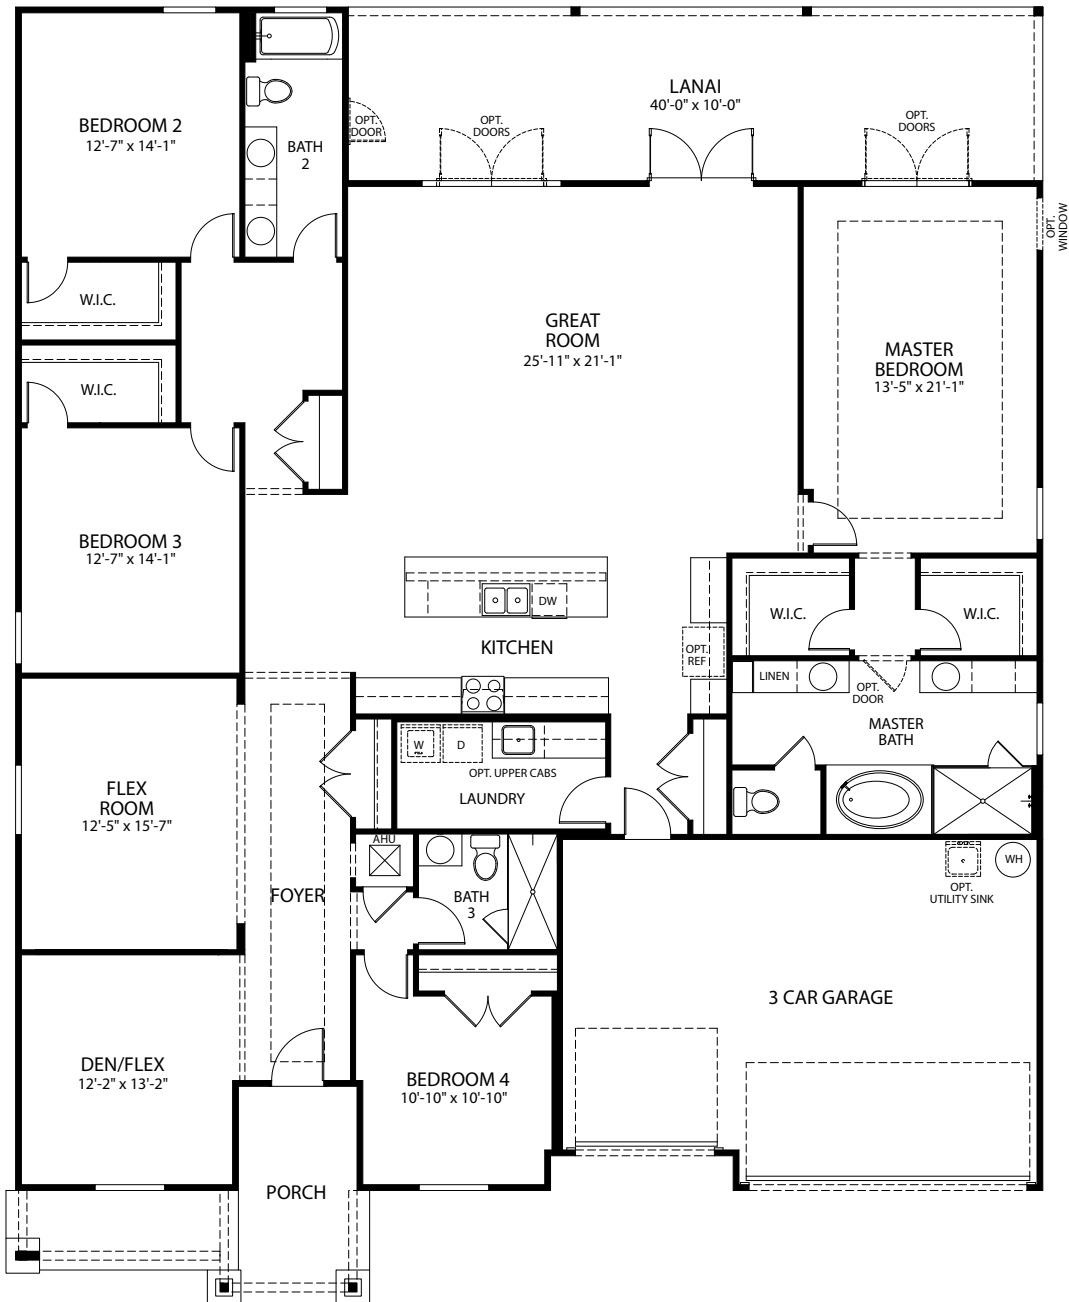 BEDROOM 2
12'-7" x 14'-1"
BATH
2
OPT.
DOOR
OPT.
DOORS
LANAI
40'-0" x 10'-0"
OPT.
DOORS
OPT.
WINDOW
W.I.C.
W.I.C.
GREAT
ROOM
25'-11" x 21'-1"
MASTER
BEDROOM
13'-5" x 21'-1"
BEDROOM 3
12'-7" x 14'-1"
DW
KITCHEN
OPT.
REF
W.I.C.
W.I.C.
LINEN
OPT.
DOOR
MASTER
BATH
W
D
OPT. UPPER CABS
LAUNDRY
FLEX
ROOM
12'-5" x 15'-7"
AHU
FOYER
BATH
3
OPT.
UTILITY SINK
WH
3 CAR GARAGE
DEN/FLEX
12'-2" x 13'-2"
BEDROOM 4
10'-10" x 10'-10"
PORCH